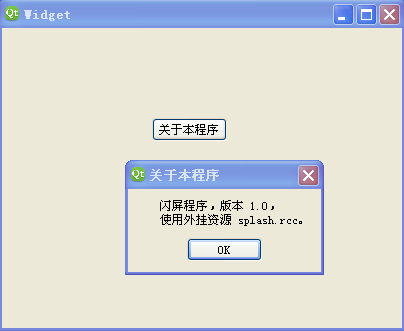 Qt Widget
关于本程序
Qt 关于本程序
闪屏程序，版本 1.0，
使用外挂资源 splash.rcc。
OK